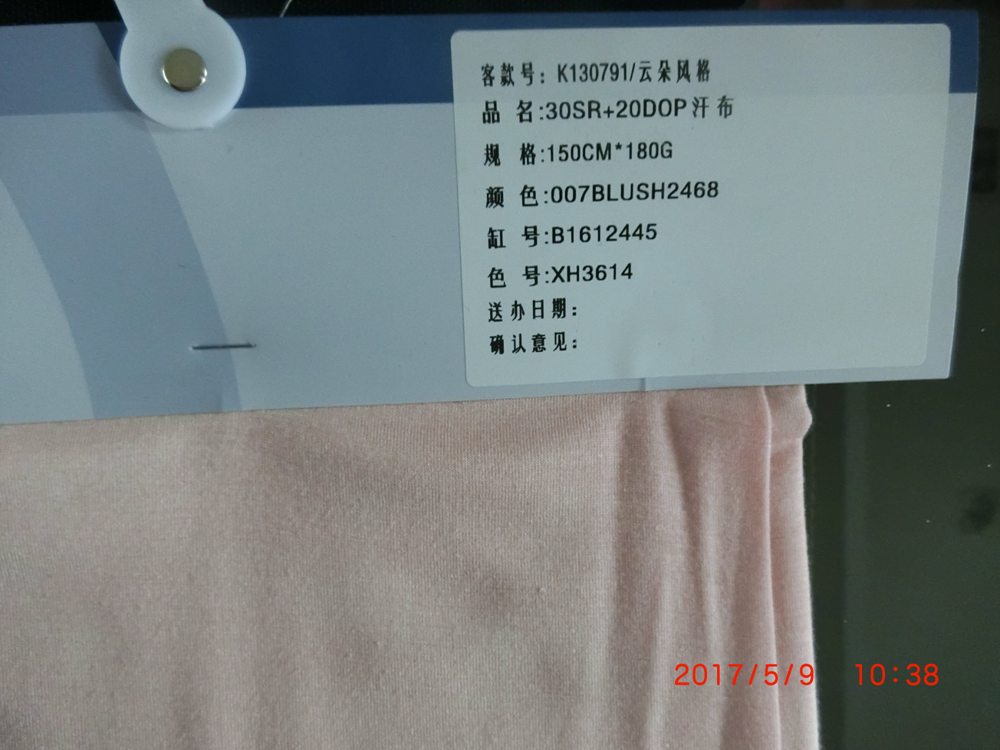 客款号：K130791/云朵风格
品 名:30SR+20DOP汗布
规 格:150CM*180G
颜 色:007BLUSH2468
缸 号:B1612445
色 号:XH3614
送办日期：
确认意见：
2017/5/9 10:38